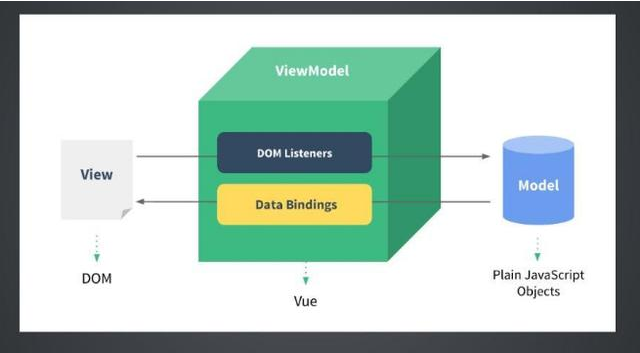 ViewModel
DOM Listeners
View
Model
Data Bindings
DOM
Vue
Plain JavaScript
Objects